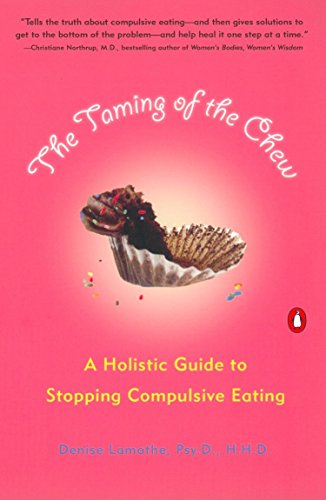 "Tells the truth about compulsive eating—and then gives solutions
to get to the bottom of the problem—and help heal it one step at a time."
—Christiane Northrup, M.D., bestselling author of Women's Bodies, Women's Wisdom
The Taming of the Chew
A Holistic Guide to
Stopping Compulsive Eating
Denise Lamothe, Psy.D., H.H.D.